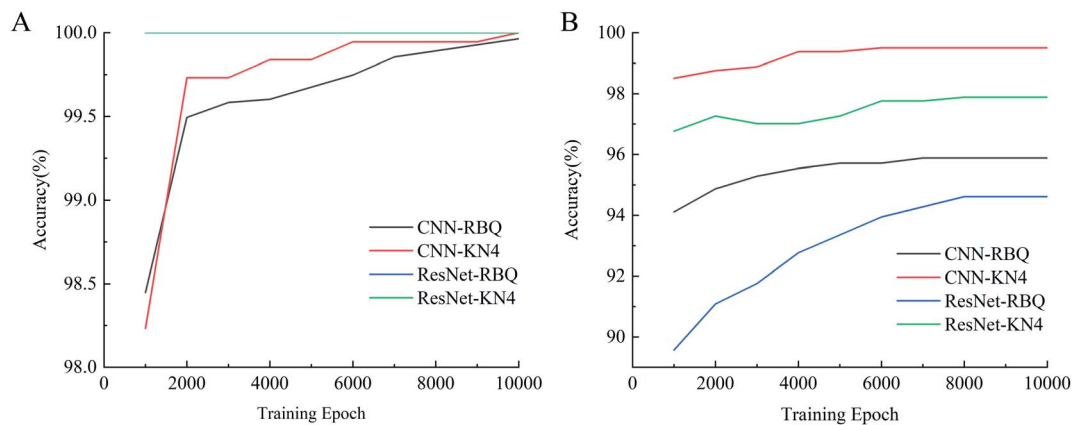 A
Accuracy(%)
100.0
99.5
99.0
98.5
98.0
0
2000
4000
6000
8000
10000
Training Epoch
CNN-RBQ
CNN-KN4
ResNet-RBQ
ResNet-KN4
B
Accuracy(%)
100
98
96
94
92
90
0
2000
4000
6000
8000
10000
Training Epoch
CNN-RBQ
CNN-KN4
ResNet-RBQ
ResNet-KN4